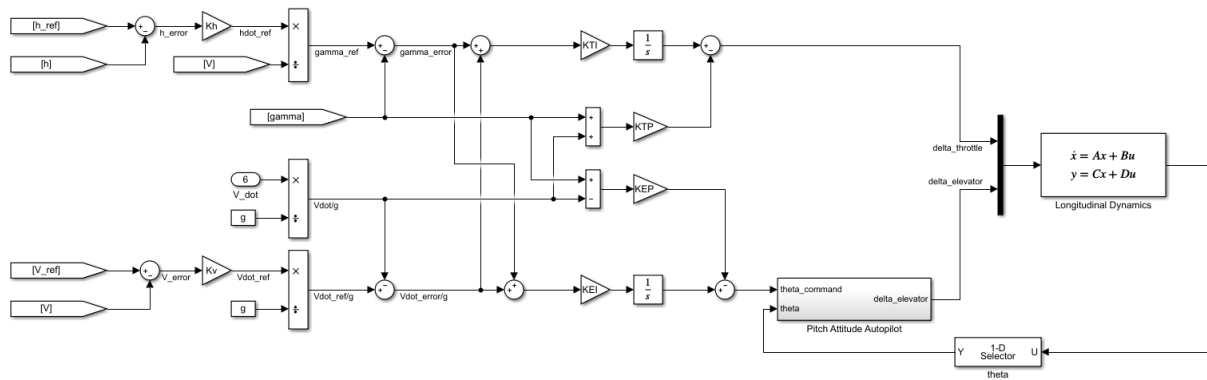 [h_ref]
h_error
Kh
hdot_ref
×
÷
[h]
[V]
gamma_ref
gamma_error
KTI
1
s
[gamma]
+
+
KTP
delta_throttle
ẋ = Ax + Bu
y = Cx + Du
Longitudinal Dynamics
6
V_dot
×
g
÷
Vdot/g
+
−
KEP
delta_elevator
[V_ref]
V_error
Kv
Vdot_ref
×
[V]
g
÷
Vdot_ref/g
Vdot_error/g
KEI
1
s
theta_command
theta
delta_elevator
Pitch Attitude Autopilot
Y
1-D
Selector
U
theta